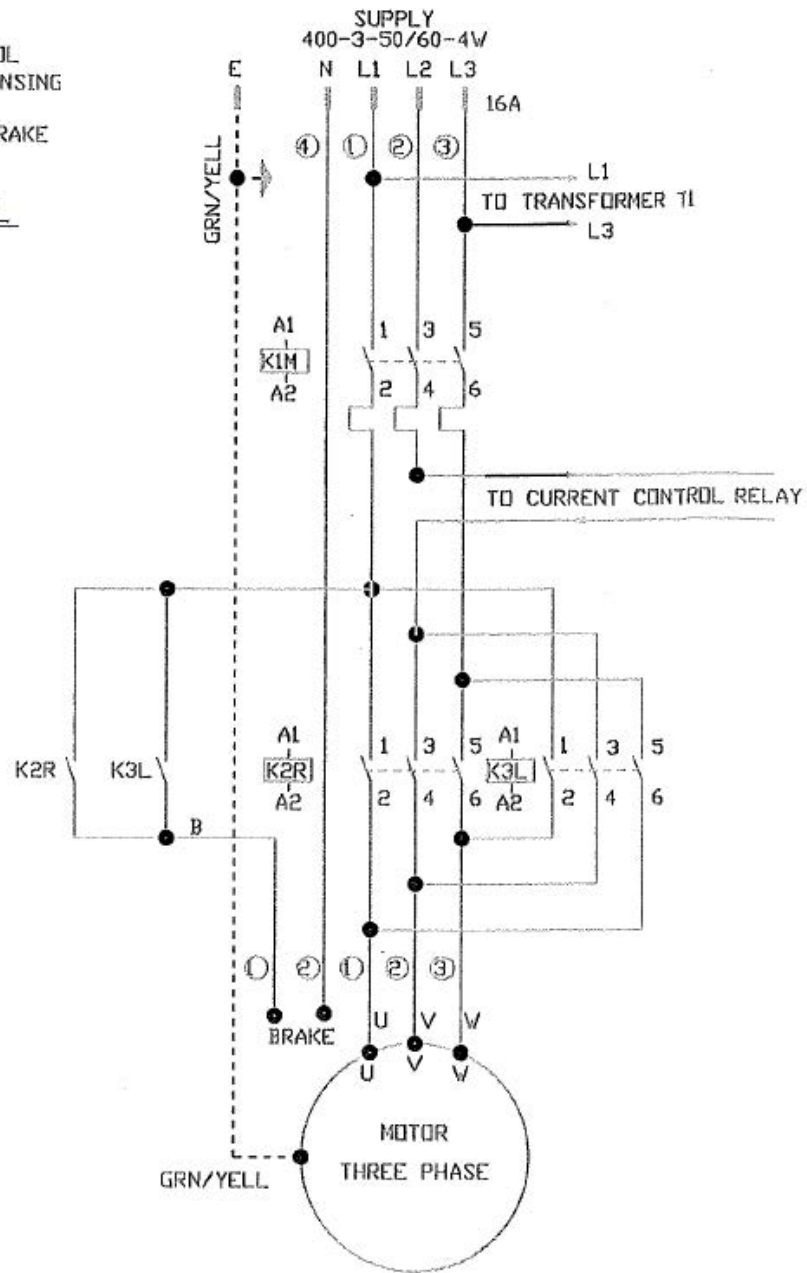 SUPPLY
400-3-50/60-4W
E N L1 L2 L3
16A
NSING
GRN/YELL
4 1 2 3
L1
TO TRANSFORMER T1
L3
A1
K1M
A2
1 3 5
2 4 6
TO CURRENT CONTROL RELAY
K2R
K3L
A1
K2R
A2
1 3 5
2 4 6
A1
K3L
A2
1 3 5
2 4 6
B
1 2 1 2 3
BRAKE
U V W
U V W
MOTOR
THREE PHASE
GRN/YELL